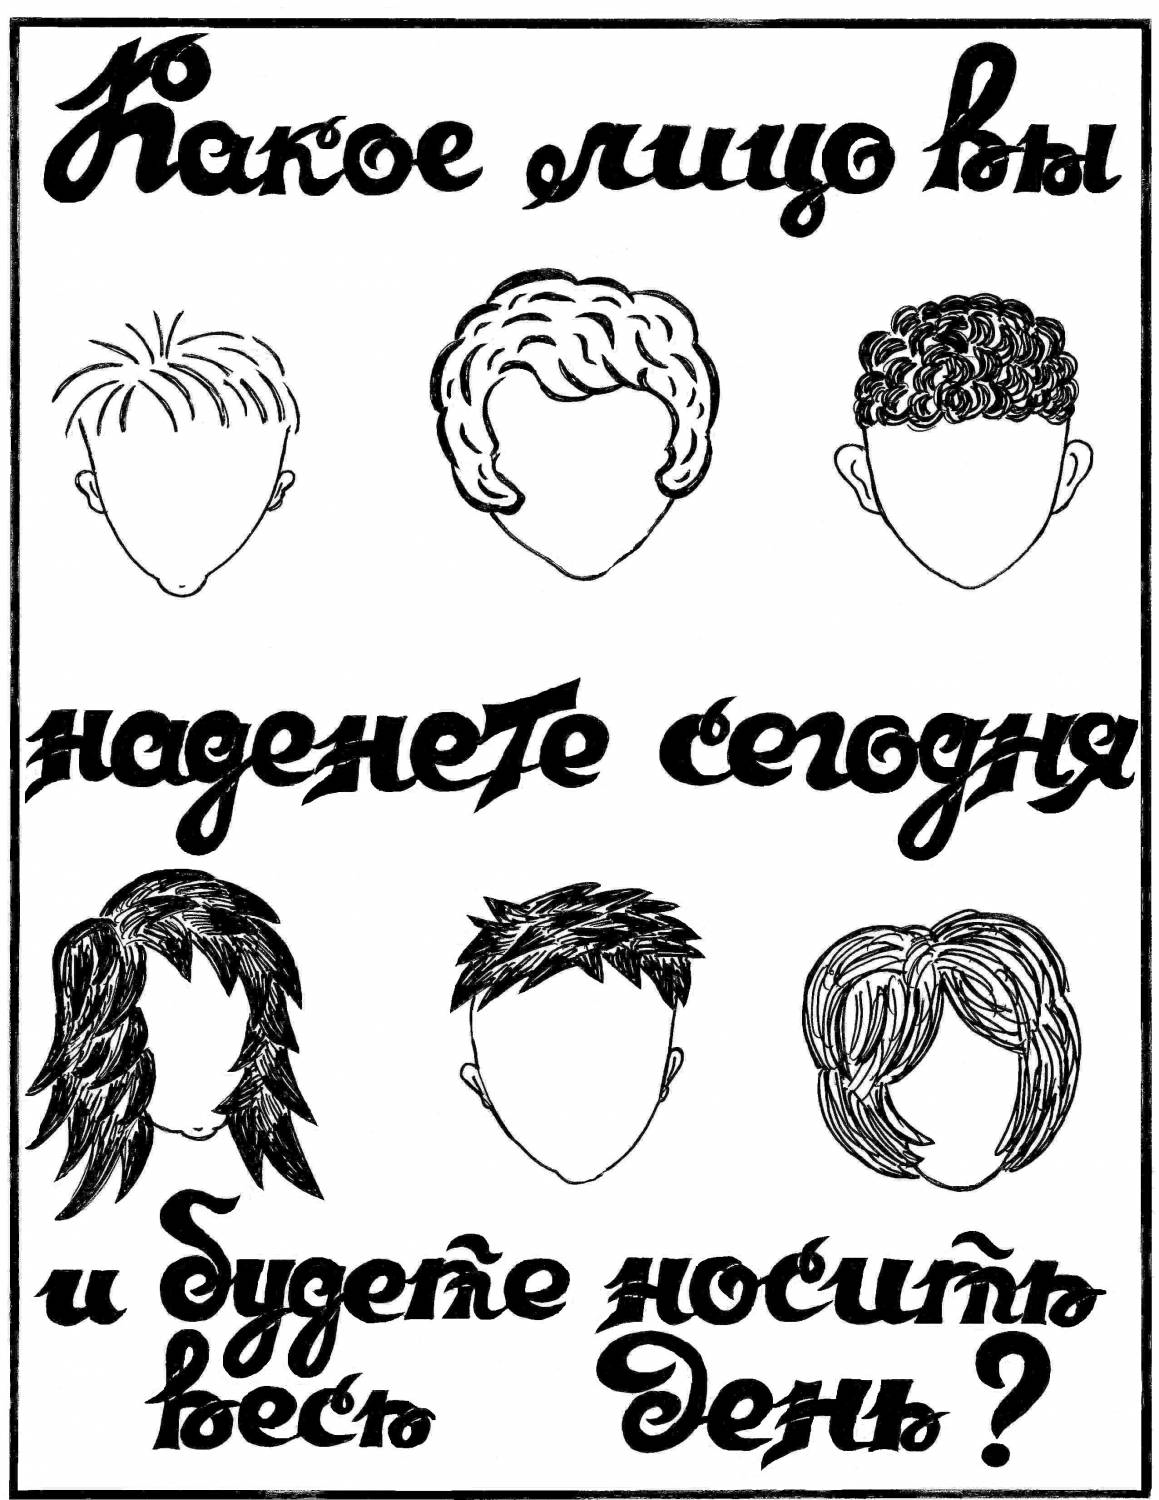 Какое лицо вы
наденете сегодня
и будете носить
весь день?